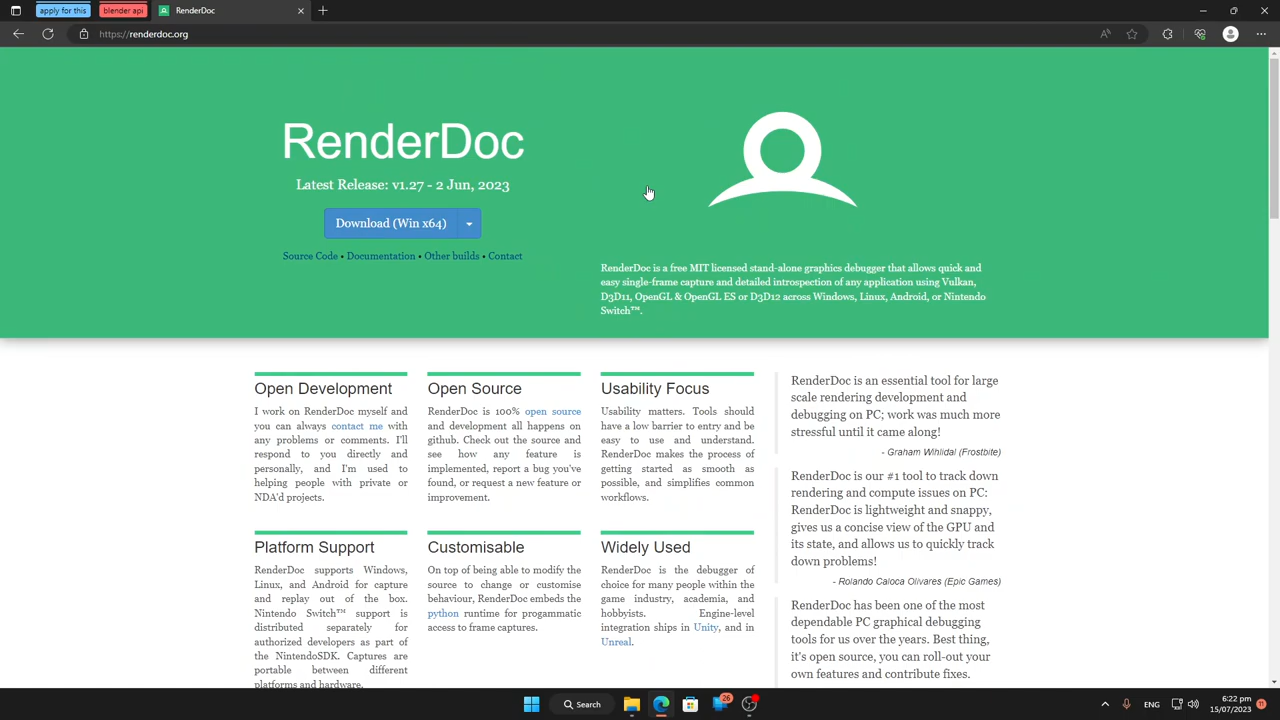 apply for this
blender api
RenderDoc
https://renderdoc.org
RenderDoc
Latest Release: v1.27 - 2 Jun, 2023
Download (Win x64)
Source Code • Documentation • Other builds • Contact
RenderDoc is a free MIT licensed stand-alone graphics debugger that allows quick and
easy single-frame capture and detailed introspection of any application using Vulkan,
D3D11, OpenGL & OpenGL ES or D3D12 across Windows, Linux, Android, or Nintendo
Switch™.
Open Development
I work on RenderDoc myself and
you can always contact me with
any problems or comments. I'll
respond to you directly and
personally, and I'm used to
helping people with private or
NDA'd projects.
Open Source
RenderDoc is 100% open source
and development all happens on
github. Check out the source and
see how any feature is
implemented, report a bug you've
found, or request a new feature or
improvement.
Usability Focus
Usability matters. Tools should
have a low barrier to entry and be
easy to use and understand.
RenderDoc makes the process of
getting started as smooth as
possible, and simplifies common
workflows.
Platform Support
RenderDoc supports Windows,
Linux, and Android for capture
and replay out of the box.
Nintendo Switch™ support is
distributed separately for
authorized developers as part of
the NintendoSDK. Captures are
portable between different
platforms and hardware.
Customisable
On top of being able to modify the
source to change or customise
behaviour, RenderDoc embeds the
python runtime for progammatic
access to frame captures.
Widely Used
RenderDoc is the debugger of
choice for many people within the
game industry, academia, and
hobbyists. Engine-level
integration ships in Unity, and in
Unreal.
RenderDoc is an essential tool for large
scale rendering development and
debugging on PC; work was much more
stressful until it came along!
- Graham Wihlidal (Frostbite)
RenderDoc is our #1 tool to track down
rendering and compute issues on PC:
RenderDoc is lightweight and snappy,
gives us a concise view of the GPU and
its state, and allows us to quickly track
down problems!
- Rolando Caloca Olivares (Epic Games)
RenderDoc has been one of the most
dependable PC graphical debugging
tools for us over the years. Best thing,
it's open source, you can roll-out your
own features and contribute fixes.
Search
26
ENG
6:22 pm
15/07/2023
11